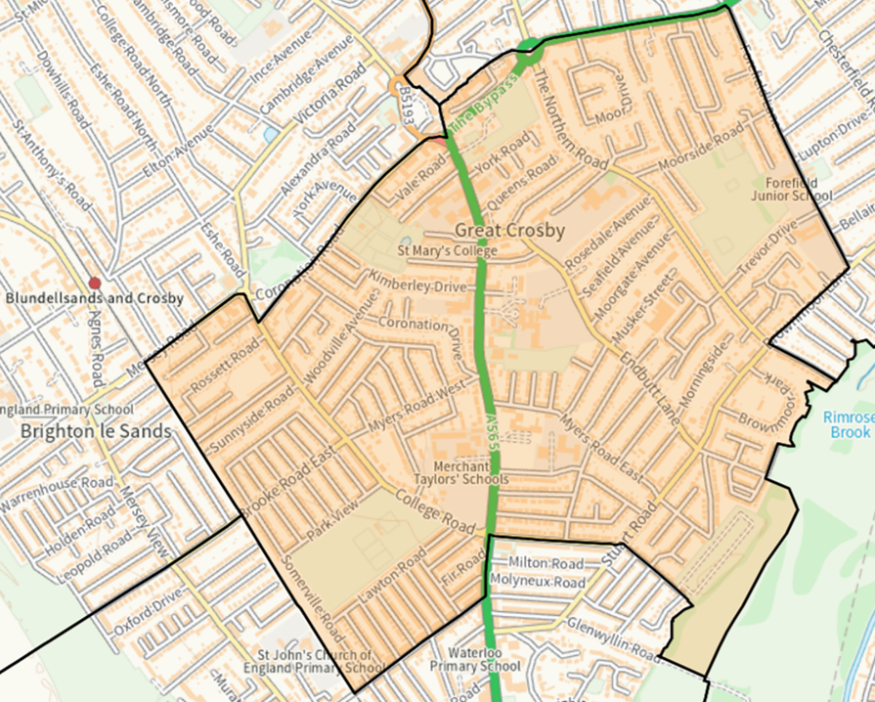 College Road North
Cambridge Avenue
Eshe Road North
Dowhills Road
Ince Avenue
Cambridge Avenue
Victoria Road
B5193
The Bypass
The Northern Road
Moor Drive
Chesterfield
Lupton Drive
St Anthony's Road
Elton Avenue
Alexandra Road
York Avenue
Vale Road
York Road
Queens Road
Moorside Road
Forefield
Junior School
Bellair
Eshe Road
Great Crosby
St Mary's College
Rosedale Avenue
Seafield Avenue
Moorgate Avenue
Trevor Drive
Musker Street
Blundellsands and Crosby
Agnes Road
Kimberley Drive
Coronation
Drive
Woodville Avenue
Rossett Road
Endbutt Lane
Morningside
Park
Brownmoor
Rimrose
Brook
ngland Primary School
Brighton le Sands
Sunnyside Road
Myers Road West
A565
Myers Road East
Merchant
Taylors' Schools
Brooke Road East
Park View
College Road
Warrenhouse Road
Holden Road
Leopold Road
Mersey View
Oxford Drive
Somerville Road
Lawton Road
Fir Road
Stuart Road
Milton Road
Molyneux Road
Glenwyllin Road
St John's Church of
England Primary School
Waterloo
Primary School
Road